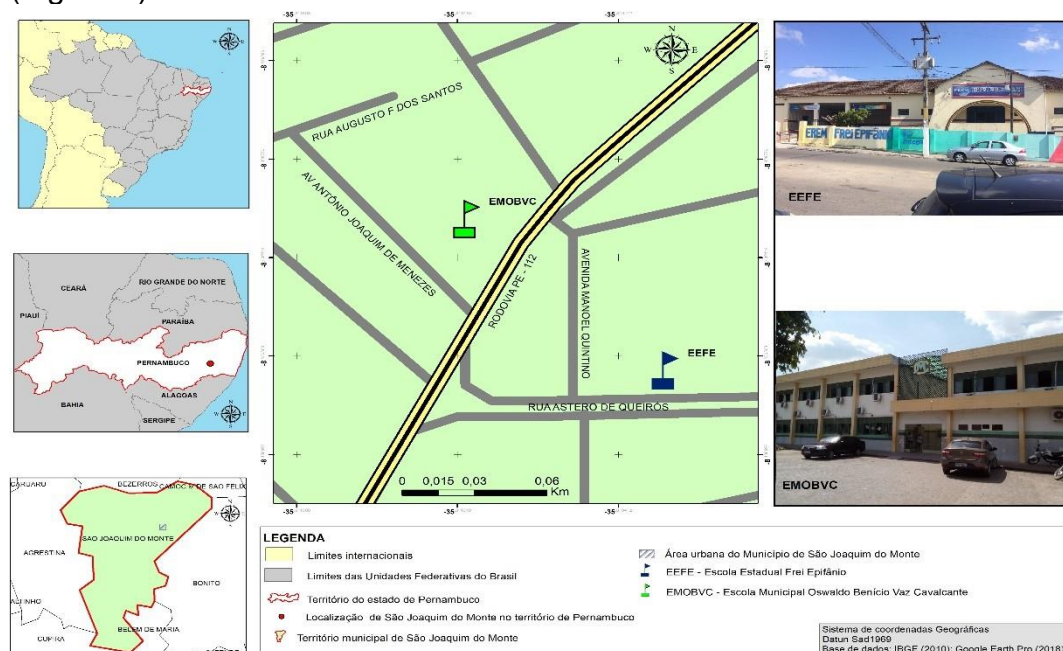 N
W E
S
CEARÁ
RIO GRANDE DO NORTE
PIAUÍ
PARAÍBA
PERNAMBUCO
ALAGOAS
BAHIA
SERGIPE
BEZERROS
SÃO JOAQUIM DO MONTE
AGRESTINA
BONITO
BELEM DE MARIA
CUPIRA
RUA AUGUSTO F DOS SANTOS
AV ANTÔNIO JOAQUIM DE MENEZES
EMOBVC
RODOVIA PE - 112
AVENIDA MANOEL QUINTINO
EEFE
RUA ASTERO DE QUEIRÓS
0 0,015 0,03 0,06
Km
EREM FREI EPIFÂNIO
EEFE
EMOBVC
LEGENDA
Limites internacionais
Limites das Unidades Federativas do Brasil
Território do estado de Pernambuco
Localização de São Joaquim do Monte no território de Pernambuco
Território municipal de São Joaquim do Monte
Área urbana do Município de São Joaquim do Monte
EEFE - Escola Estadual Frei Epifânio
EMOBVC - Escola Municipal Oswaldo Benício Vaz Cavalcante
Sistema de coordenadas Geográficas
Datun Sad1969
Base de dados: IBGE (2010); Google Earth Pro (2018)